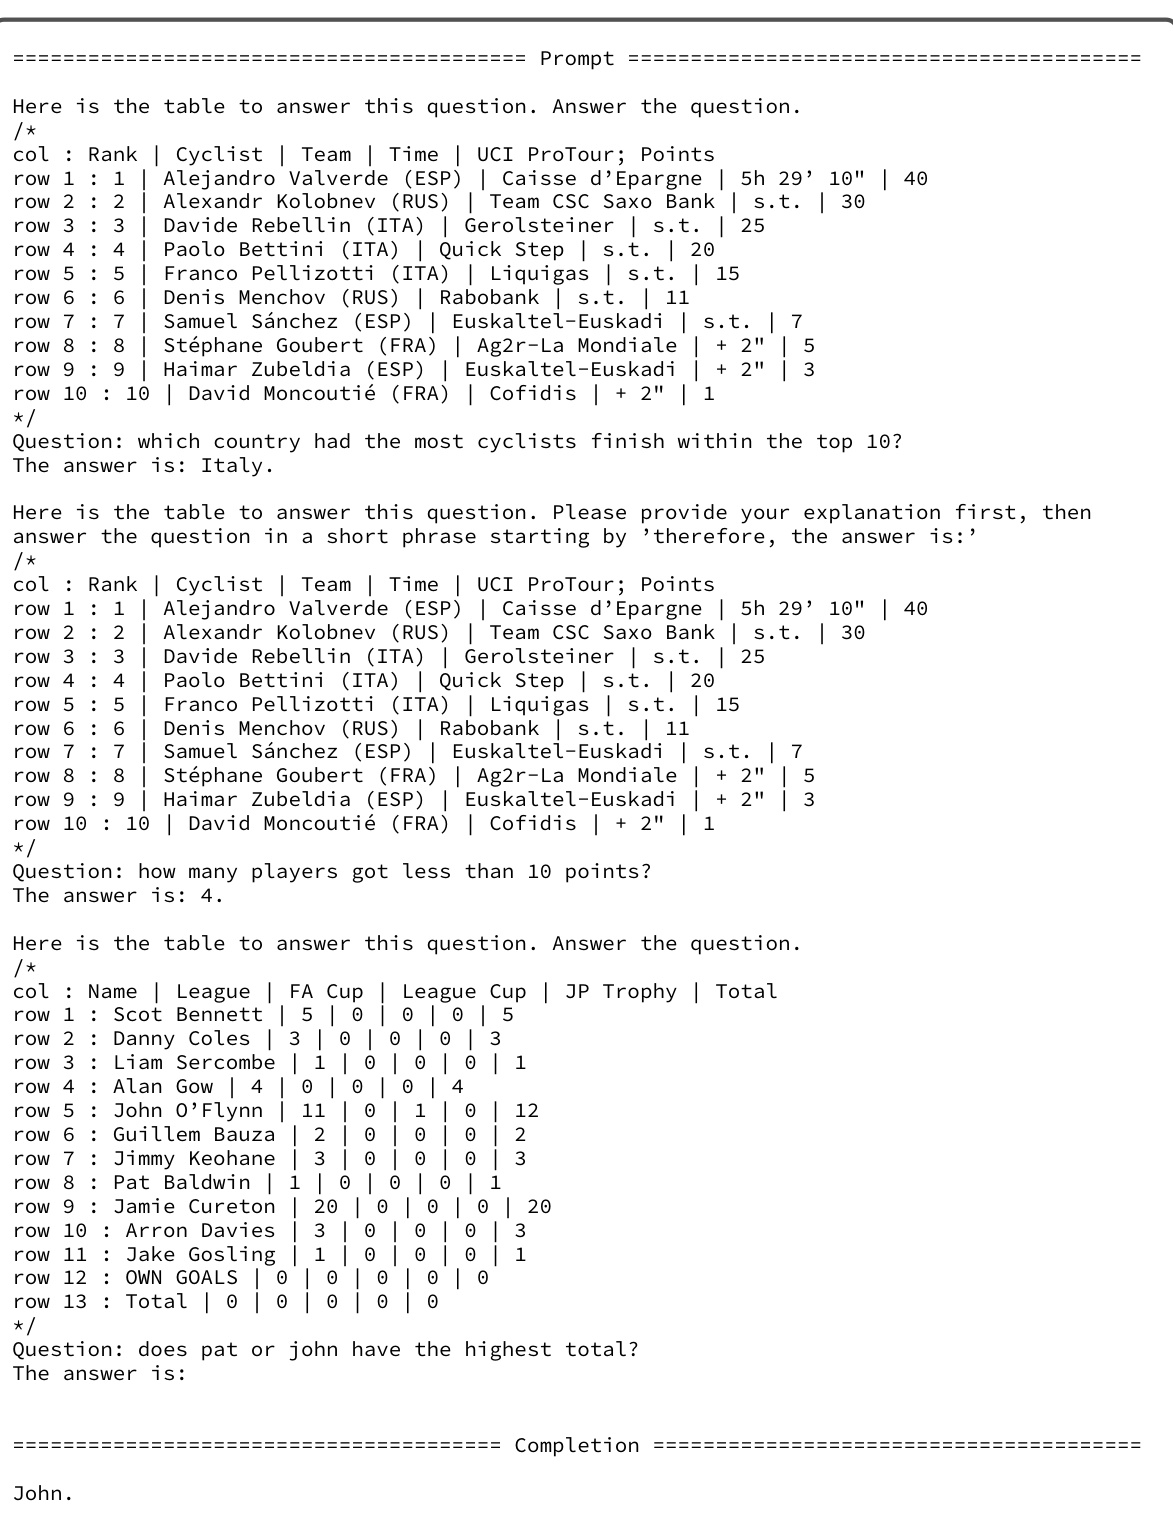 ========================================= Prompt =========================================
Here is the table to answer this question. Answer the question.
/*
col : Rank | Cyclist | Team | Time | UCI ProTour; Points
row 1 : 1 | Alejandro Valverde (ESP) | Caisse d’Epargne | 5h 29’ 10" | 40
row 2 : 2 | Alexandr Kolobnev (RUS) | Team CSC Saxo Bank | s.t. | 30
row 3 : 3 | Davide Rebellin (ITA) | Gerolsteiner | s.t. | 25
row 4 : 4 | Paolo Bettini (ITA) | Quick Step | s.t. | 20
row 5 : 5 | Franco Pellizotti (ITA) | Liquigas | s.t. | 15
row 6 : 6 | Denis Menchov (RUS) | Rabobank | s.t. | 11
row 7 : 7 | Samuel Sánchez (ESP) | Euskaltel-Euskadi | s.t. | 7
row 8 : 8 | Stéphane Goubert (FRA) | Ag2r-La Mondiale | + 2" | 5
row 9 : 9 | Haimar Zubeldia (ESP) | Euskaltel-Euskadi | + 2" | 3
row 10 : 10 | David Moncoutié (FRA) | Cofidis | + 2" | 1
*/
Question: which country had the most cyclists finish within the top 10?
The answer is: Italy.
Here is the table to answer this question. Please provide your explanation first, then
answer the question in a short phrase starting by ’therefore, the answer is:’
/*
col : Rank | Cyclist | Team | Time | UCI ProTour; Points
row 1 : 1 | Alejandro Valverde (ESP) | Caisse d’Epargne | 5h 29’ 10" | 40
row 2 : 2 | Alexandr Kolobnev (RUS) | Team CSC Saxo Bank | s.t. | 30
row 3 : 3 | Davide Rebellin (ITA) | Gerolsteiner | s.t. | 25
row 4 : 4 | Paolo Bettini (ITA) | Quick Step | s.t. | 20
row 5 : 5 | Franco Pellizotti (ITA) | Liquigas | s.t. | 15
row 6 : 6 | Denis Menchov (RUS) | Rabobank | s.t. | 11
row 7 : 7 | Samuel Sánchez (ESP) | Euskaltel-Euskadi | s.t. | 7
row 8 : 8 | Stéphane Goubert (FRA) | Ag2r-La Mondiale | + 2" | 5
row 9 : 9 | Haimar Zubeldia (ESP) | Euskaltel-Euskadi | + 2" | 3
row 10 : 10 | David Moncoutié (FRA) | Cofidis | + 2" | 1
*/
Question: how many players got less than 10 points?
The answer is: 4.
Here is the table to answer this question. Answer the question.
/*
col : Name | League | FA Cup | League Cup | JP Trophy | Total
row 1 : Scot Bennett | 5 | 0 | 0 | 0 | 5
row 2 : Danny Coles | 3 | 0 | 0 | 0 | 3
row 3 : Liam Sercombe | 1 | 0 | 0 | 0 | 1
row 4 : Alan Gow | 4 | 0 | 0 | 0 | 4
row 5 : John O’Flynn | 11 | 0 | 1 | 0 | 12
row 6 : Guillem Bauza | 2 | 0 | 0 | 0 | 2
row 7 : Jimmy Keohane | 3 | 0 | 0 | 0 | 3
row 8 : Pat Baldwin | 1 | 0 | 0 | 0 | 1
row 9 : Jamie Cureton | 20 | 0 | 0 | 0 | 20
row 10 : Arron Davies | 3 | 0 | 0 | 0 | 3
row 11 : Jake Gosling | 1 | 0 | 0 | 0 | 1
row 12 : OWN GOALS | 0 | 0 | 0 | 0 | 0
row 13 : Total | 0 | 0 | 0 | 0 | 0
*/
Question: does pat or john have the highest total?
The answer is:
======================================= Completion =======================================
John.